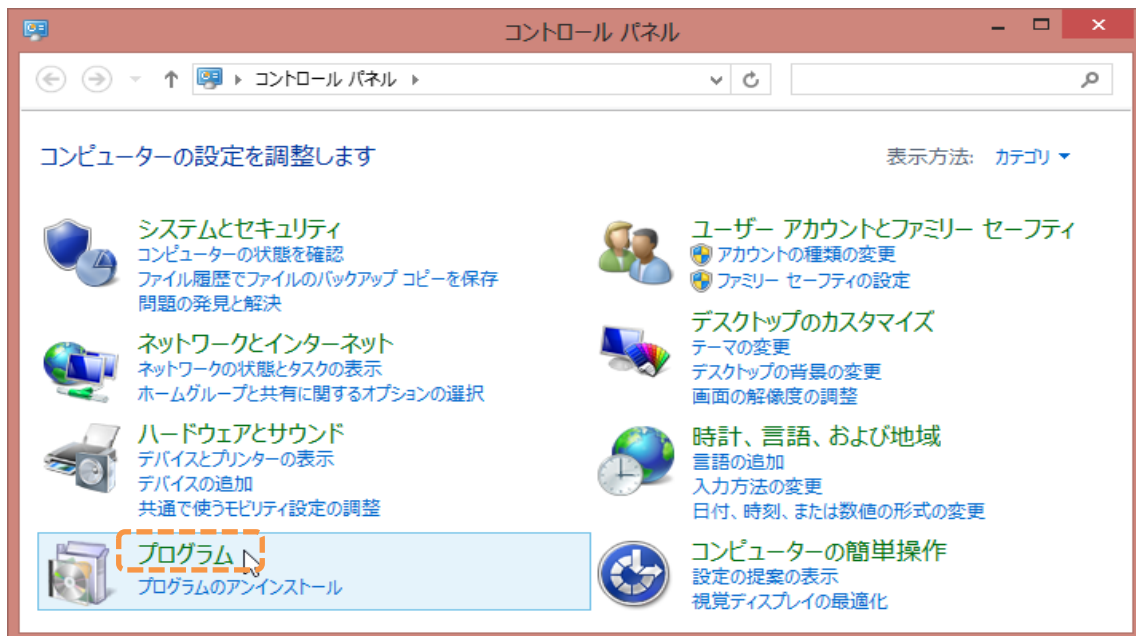 コントロール パネル
コントロール パネル
コンピューターの設定を調整します
表示方法: カテゴリ
システムとセキュリティ
コンピューターの状態を確認
ファイル履歴でファイルのバックアップ コピーを保存
問題の発見と解決
ネットワークとインターネット
ネットワークの状態とタスクの表示
ホームグループと共有に関するオプションの選択
ハードウェアとサウンド
デバイスとプリンターの表示
デバイスの追加
共通で使うモビリティ設定の調整
プログラム
プログラムのアンインストール
ユーザー アカウントとファミリー セーフティ
アカウントの種類の変更
ファミリー セーフティの設定
デスクトップのカスタマイズ
テーマの変更
デスクトップの背景の変更
画面の解像度の調整
時計、言語、および地域
言語の追加
入力方法の変更
日付、時刻、または数値の形式の変更
コンピューターの簡単操作
設定の提案の表示
視覚ディスプレイの最適化